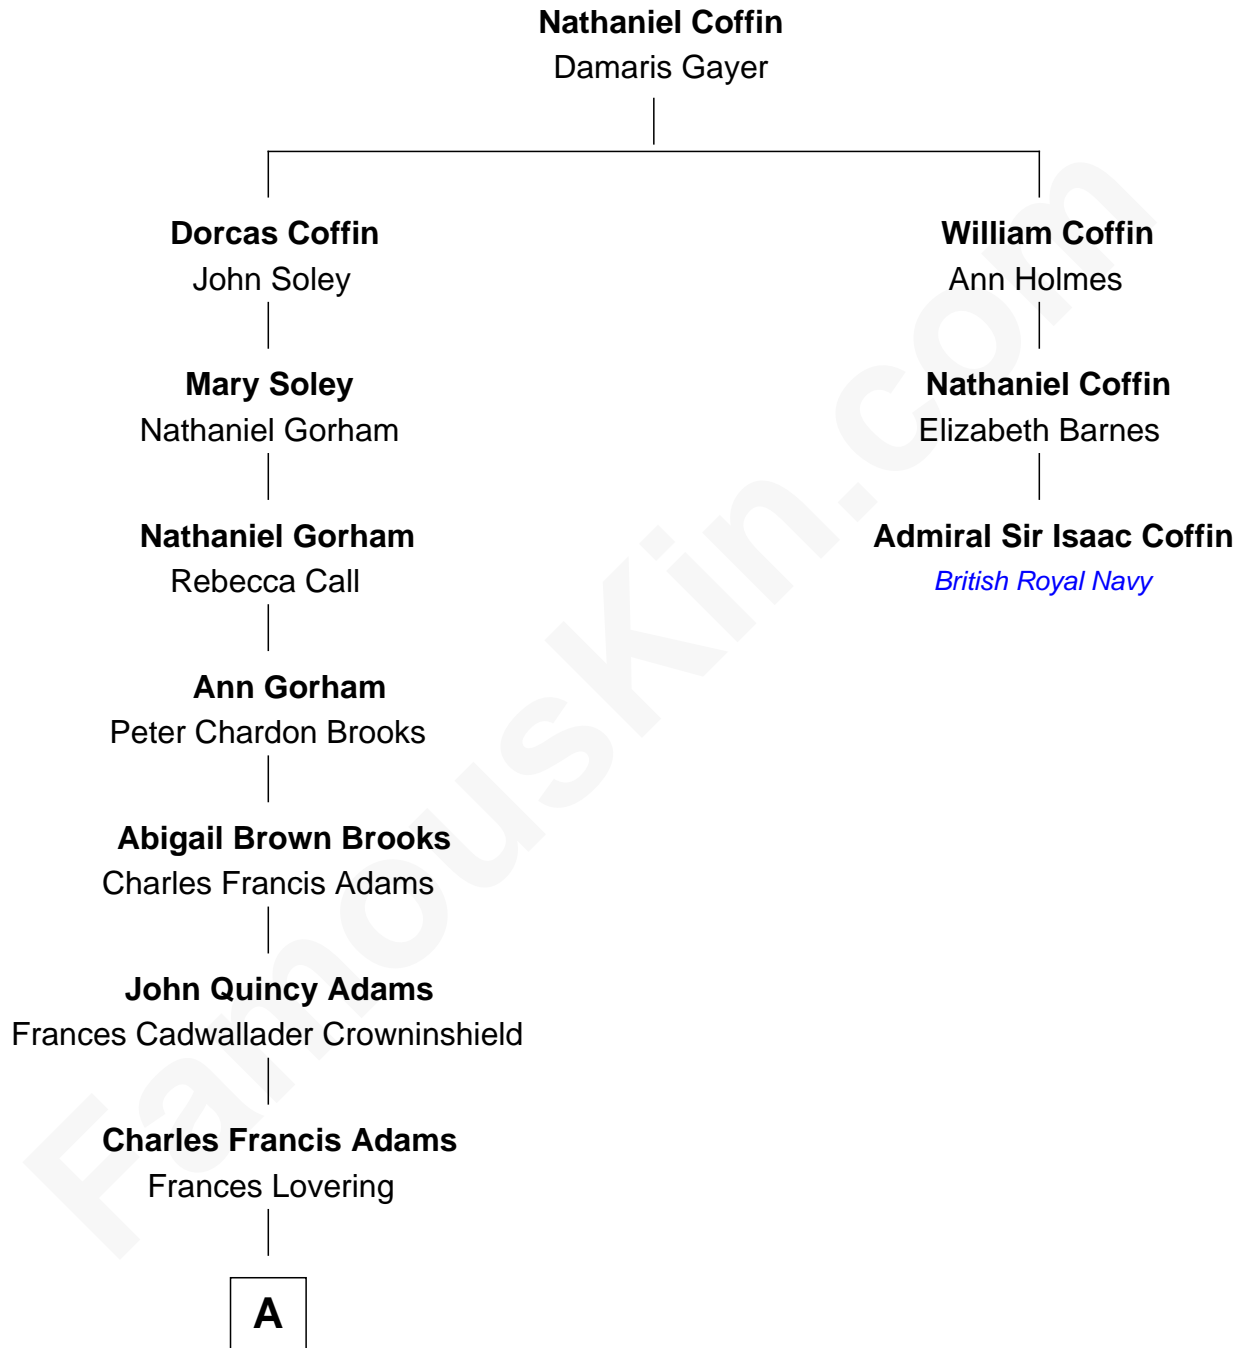 Nathaniel Coffin
Damaris Gayer
Dorcas Coffin
John Soley
William Coffin
Ann Holmes
Mary Soley
Nathaniel Gorham
Nathaniel Coffin
Elizabeth Barnes
Nathaniel Gorham
Rebecca Call
Admiral Sir Isaac Coffin
British Royal Navy
Ann Gorham
Peter Chardon Brooks
Abigail Brown Brooks
Charles Francis Adams
John Quincy Adams
Frances Cadwallader Crowninshield
Charles Francis Adams
Frances Lovering
A
FamousKin.com